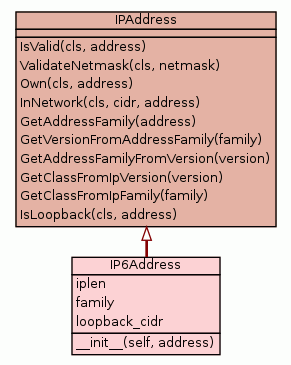 IPAddress
IsValid(cls, address)
ValidateNetmask(cls, netmask)
Own(cls, address)
InNetwork(cls, cidr, address)
GetAddressFamily(address)
GetVersionFromAddressFamily(family)
GetAddressFamilyFromVersion(version)
GetClassFromIpVersion(version)
GetClassFromIpFamily(family)
IsLoopback(cls, address)
IP6Address
iplen
family
loopback_cidr
__init__(self, address)